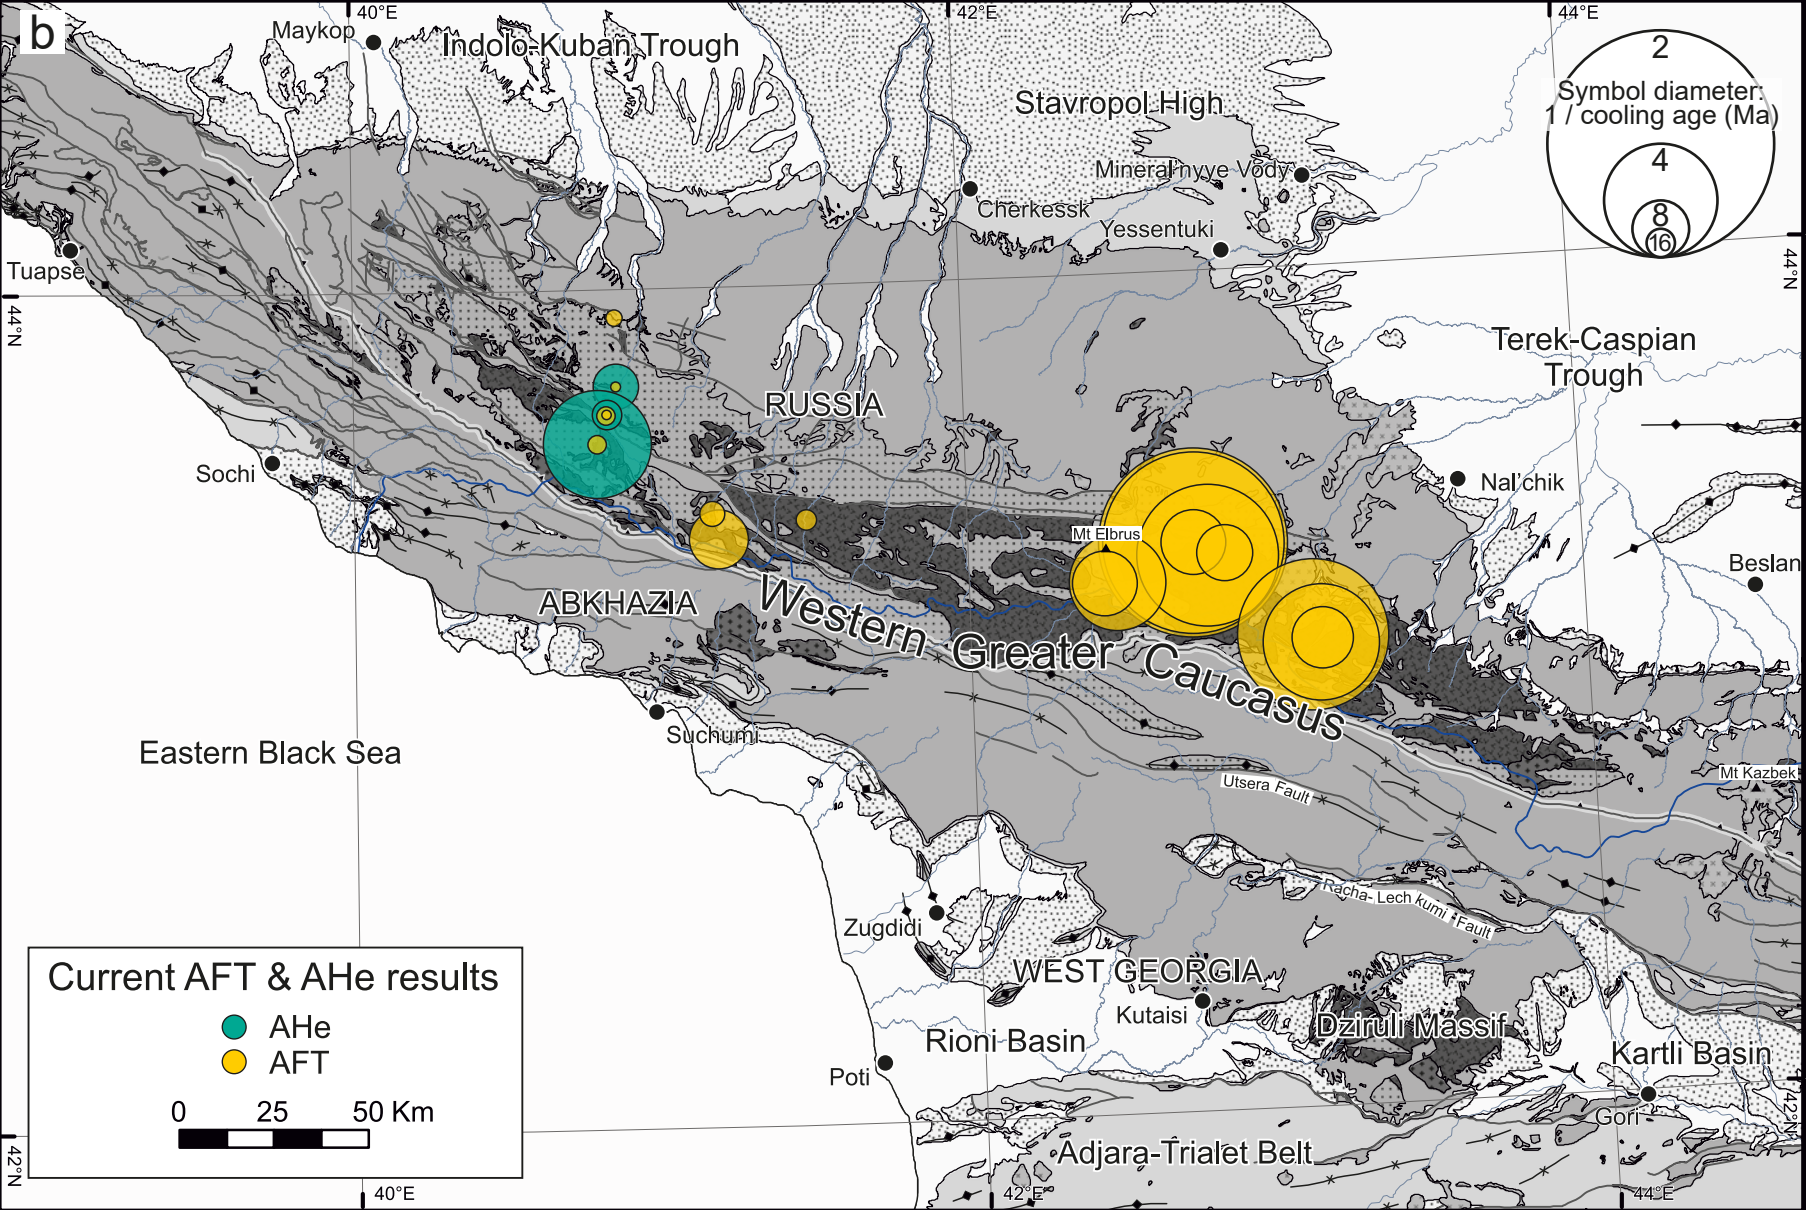 b
40°E
42°E
44°E
Maykop
Indolo-Kuban Trough
2
Symbol diameter:
1 / cooling age (Ma)
4
8
16
Stavropol High
Mineral'nyye Vody
Cherkessk
Yessentuki
Tuapse
44°N
44°N
Terek-Caspian
Trough
RUSSIA
Sochi
Nal'chik
Mt Elbrus
Beslan
ABKHAZIA
Western Greater Caucasus
Suchumi
Eastern Black Sea
Mt Kazbek
Utsera Fault
Racha- Lech kumi Fault
Zugdidi
WEST GEORGIA
Kutaisi
Dziruli Massif
Rioni Basin
Kartli Basin
Poti
Gori
Adjara-Trialet Belt
Current AFT & AHe results
AHe
AFT
0 25 50 Km
42°N
42°N
40°E
42°E
44°E